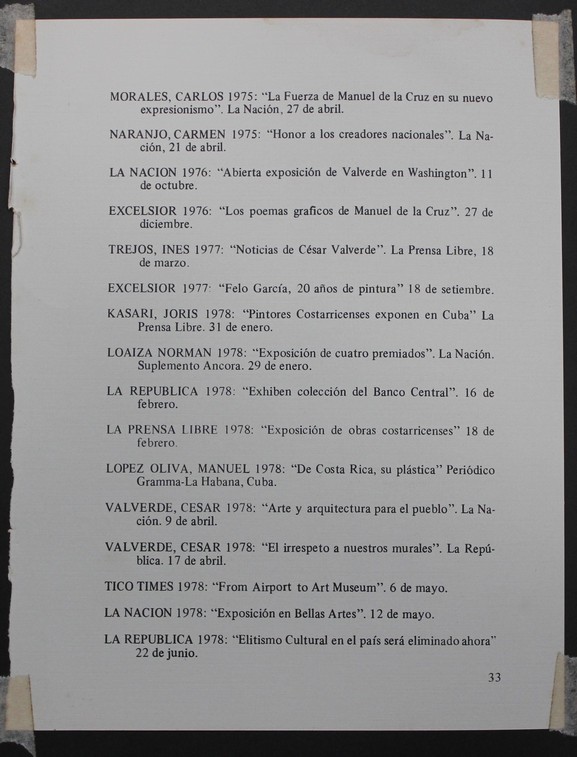 MORALES, CARLOS 1975: “La Fuerza de Manuel de la Cruz en su nuevo
expresionismo”. La Nación, 27 de abril.
NARANJO, CARMEN 1975: “Honor a los creadores nacionales”. La Na-
ción, 21 de abril.
LA NACION 1976: “Abierta exposición de Valverde en Washington”. 11
de octubre.
EXCELSIOR 1976: “Los poemas graficos de Manuel de la Cruz”. 27 de
diciembre.
TREJOS, INES 1977: “Noticias de César Valverde”. La Prensa Libre, 18
de marzo.
EXCELSIOR 1977: “Felo García, 20 años de pintura” 18 de setiembre.
KASARI, JORIS 1978: “Pintores Costarricenses exponen en Cuba” La
Prensa Libre. 31 de enero.
LOAIZA NORMAN 1978: “Exposición de cuatro premiados”. La Nación.
Suplemento Ancora. 29 de enero.
LA REPUBLICA 1978: “Exhiben colección del Banco Central”. 16 de
febrero.
LA PRENSA LIBRE 1978: “Exposición de obras costarricenses” 18 de
febrero.
LOPEZ OLIVA, MANUEL 1978: “De Costa Rica, su plástica” Periódico
Gramma-La Habana, Cuba.
VALVERDE, CESAR 1978: “Arte y arquitectura para el pueblo”. La Na-
ción. 9 de abril.
VALVERDE, CESAR 1978: “El irrespeto a nuestros murales”. La Repú-
blica. 17 de abril.
TICO TIMES 1978: “From Airport to Art Museum”. 6 de mayo.
LA NACION 1978: “Exposición en Bellas Artes”. 12 de mayo.
LA REPUBLICA 1978: “Elitismo Cultural en el país será eliminado ahora”
22 de junio.
33